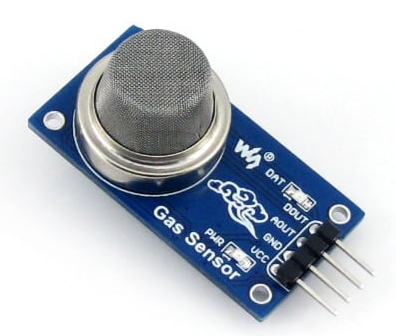 W®
DAT
DOUT
AOUT
GND
VCC
PWR
Gas Sensor